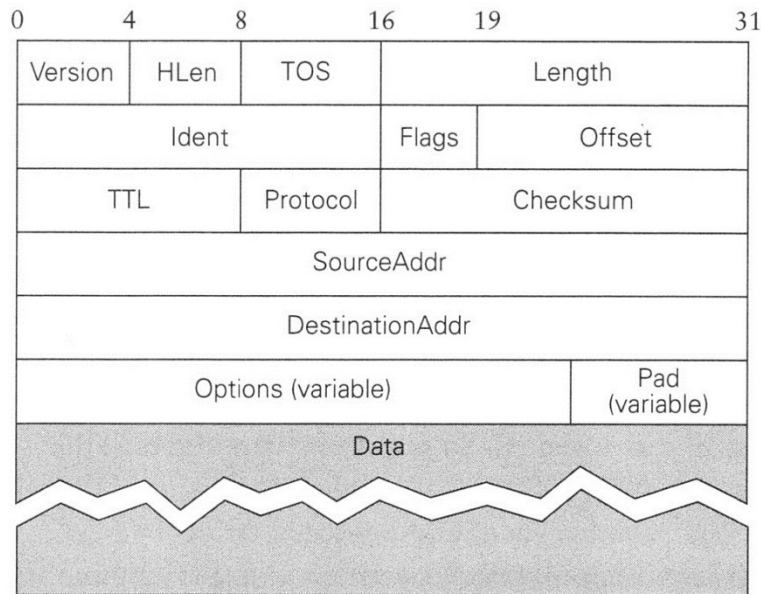 0 4 8 16 19 31
Version HLen TOS Length
Ident Flags Offset
TTL Protocol Checksum
SourceAddr
DestinationAddr
Options (variable) Pad
(variable)
Data